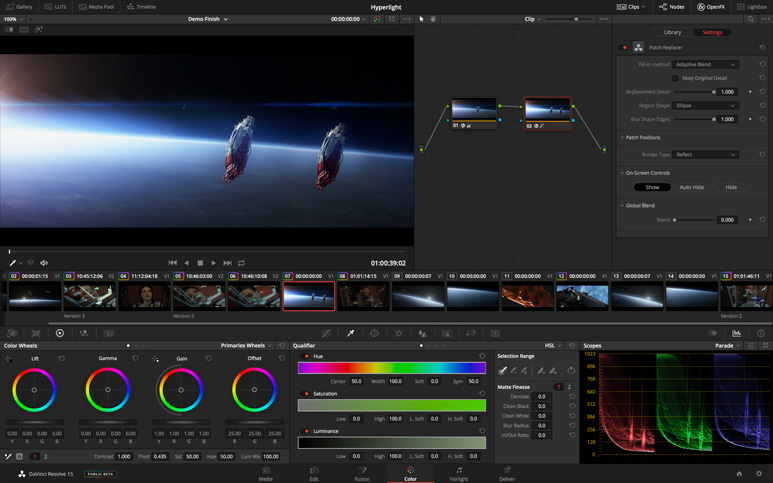 Gallery LUTs Media Pool Timeline Hyperlight Clips Nodes OpenFX Lightbox
100% Demo Finish 00:00:00:00 Clip
Library Settings
Patch Replacer
Fill-in method Adaptive Blend
Keep Original Detail
Replacement Detail 1.000
Region Shape Ellipse
Blur Shape Edges 1.000
Patch Positions
Border Type Reflect
On-Screen Controls
Show Auto Hide Hide
Global Blend
Blend 0.000
01 02
01:00:39:02
02 00:00:01:15 V1 03 10:45:12:06 V1 04 11:12:04:18 V1 05 10:46:03:00 V1 06 10:46:10:08 V1 07 00:00:00:00 V1 08 01:01:14:15 V1 09 00:00:00:07 V1 10 00:00:00:00 V1 11 00:00:00:00 V1 12 00:00:00:00 V1 13 00:00:00:07 V1 14 00:00:00:00 V1 15 01:01:46:11 V1
Version 3 Version 2 Version 2
Color Wheels Primaries Wheels Qualifier HSL Scopes Parade
Lift Gamma Gain Offset
0.00 0.00 0.00 0.00 0.00 0.00 0.00 0.00 1.00 1.00 1.00 1.00 25.00 25.00 25.00
Y R G B Y R G B Y R G B R G B
A 1 2 Contrast 1.000 Pivot 0.435 Sat 50.00 Hue 50.00 Lum Mix 100.00
Hue
Center 50.0 Width 100.0 Soft 0.0 Sym 50.0
Saturation
Low 0.0 High 100.0 L. Soft 0.0 H. Soft 0.0
Luminance
Low 0.0 High 100.0 L. Soft 0.0 H. Soft 0.0
Selection Range
Matte Finesse 1 2
Denoise 0.0
Clean Black 0.0
Clean White 0.0
Blur Radius 0.0
In/Out Ratio 0.0
1023
896
768
640
512
384
256
128
0
DaVinci Resolve 15 PUBLIC BETA Media Edit Fusion Color Fairlight Deliver